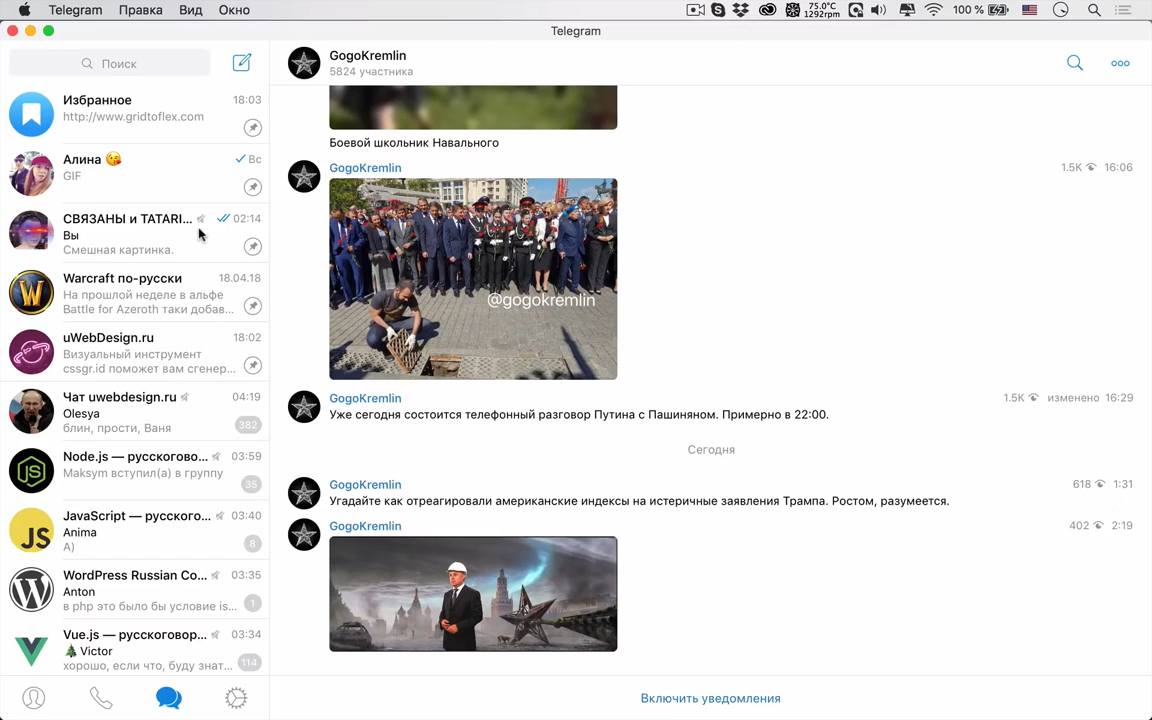 Telegram Правка Вид Окно
75.0°C
1292rpm
100 %
Telegram
Поиск
Избранное 18:03
http://www.gridtoflex.com
Алина 😘 Вс
GIF
СВЯЗАНЫ и TATARI... 02:14
Вы
Смешная картинка.
Warcraft по-русски 18.04.18
На прошлой неделе в альфе
Battle for Azeroth таки добав...
uWebDesign.ru 18:02
Визуальный инструмент
cssgr.id поможет вам сгенер...
Чат uwebdesign.ru 04:19
Olesya
блин, прости, Ваня 382
Node.js — русскогово... 03:59
Maksym вступил(а) в группу
35
JavaScript — русского... 03:40
Anima
A) 8
JS
WordPress Russian Co... 03:35
Anton
в php это было бы условие is... 1
Vue.js — русскоговор... 03:34
🌲Victor
хорошо, если что, буду знат... 114
GogoKremlin
5824 участника
Боевой школьник Навального
GogoKremlin 1.5K 16:06
@gogokremlin
GogoKremlin 1.5K изменено 16:29
Уже сегодня состоится телефонный разговор Путина с Пашиняном. Примерно в 22:00.
Сегодня
GogoKremlin 618 1:31
Угадайте как отреагировали американские индексы на истеричные заявления Трампа. Ростом, разумеется.
GogoKremlin 402 2:19
Включить уведомления